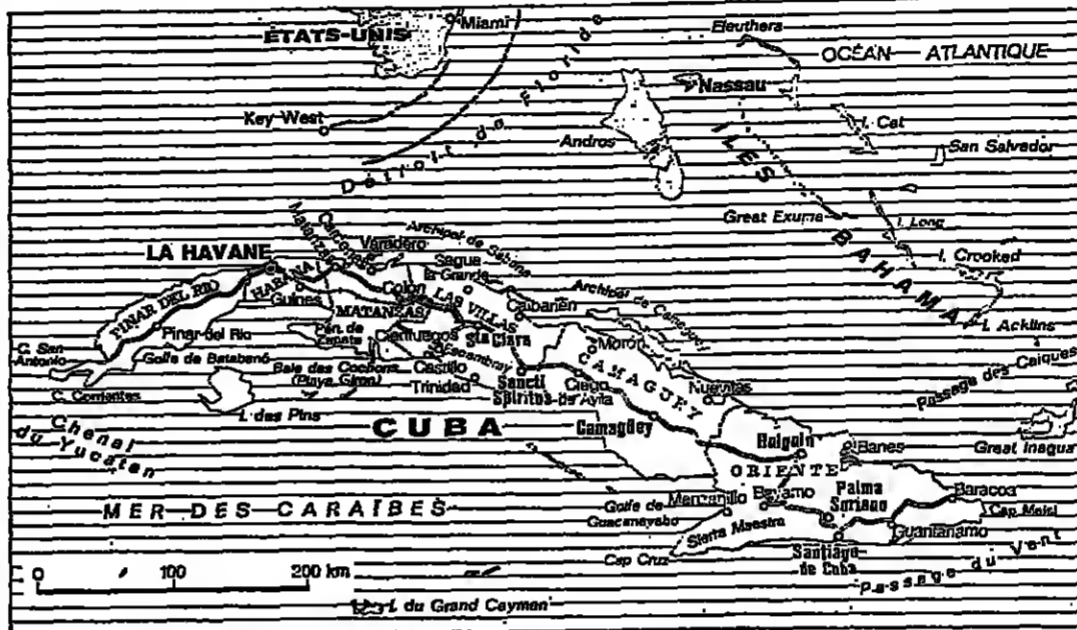 ÉTATS-UNIS
Miami
Key West
Détroit de Floride
Eleuthera
OCÉAN ATLANTIQUE
Nassau
Andros
I. Cat
San Salvador
ILES BAHAMA
Great Exuma
I. Long
I. Crooked
I. Acklins
Passage des Caiques
Great Inagua
LA HAVANE
Matanzas
Cardenas
Varadero
Archipel de Sabana
Sagua
la Grande
Caibarién
Archipel de Camaguey
PINAR DEL RIO
HABANA
Guines
Colon
MATANZAS
LAS VILLAS
Pinar del Rio
Pén. de
Zapata
Cienfuegos
Sta Clara
Escambray
C. San
Antonio
Golfe de Batabanó
Baie des Cochons
(Playa Giron)
Castillo
Trinidad
Sancti
Spiritus
Morón
Ciego
de Avila
CAMAGUEY
Nuevitas
C. Corrientes
I. des Pins
CUBA
Camagüey
Chenal
du Yucatan
Holguin
Banes
ORIENTE
MER DES CARAÏBES
Golfe de
Guacanayabo
Manzanillo
Bayamo
Palma
Soriano
Baracoa
Cap Maisi
Sierra Maestra
Guantanamo
Cap Cruz
Santiago
de Cuba
Passage du Vent
0 100 200 km
I. du Grand Cayman